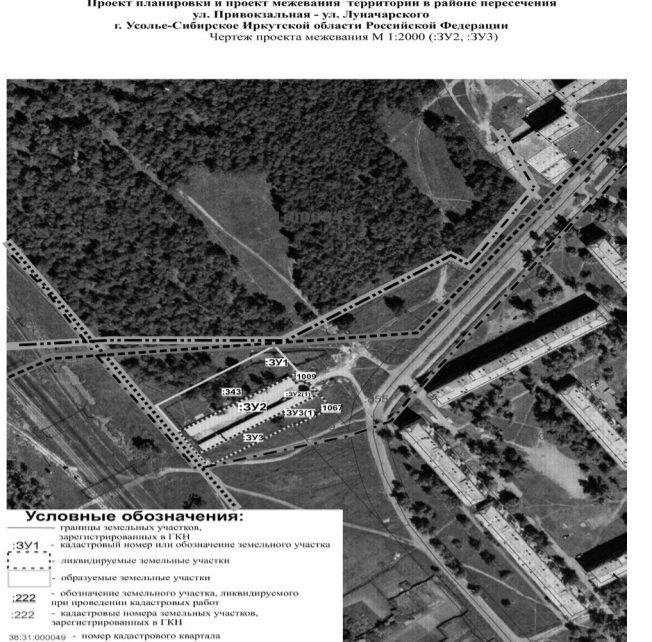 Проект планировки и проект межевания территории в районе пересечения
ул. Привокзальная - ул. Луначарского
г. Усолье-Сибирское Иркутской области Российской Федерации
Чертеж проекта межевания М 1:2000 (:ЗУ2, :ЗУ3)
:ЗУ1
1009
:343
:ЗУ2
:ЗУ2(1)
1067
:ЗУ3(1)
:ЗУ3
Условные обозначения:
границы земельных участков,
зарегистрированных в ГКН
:ЗУ1 - кадастровый номер или обозначение земельного участка
- ликвидируемые земельные участки
- образуемые земельные участки
:222 - обозначение земельного участка, ликвидируемого
при проведении кадастровых работ
:222 - кадастровые номера земельных участков,
зарегистрированных в ГКН
38:31:000049 - номер кадастрового квартала